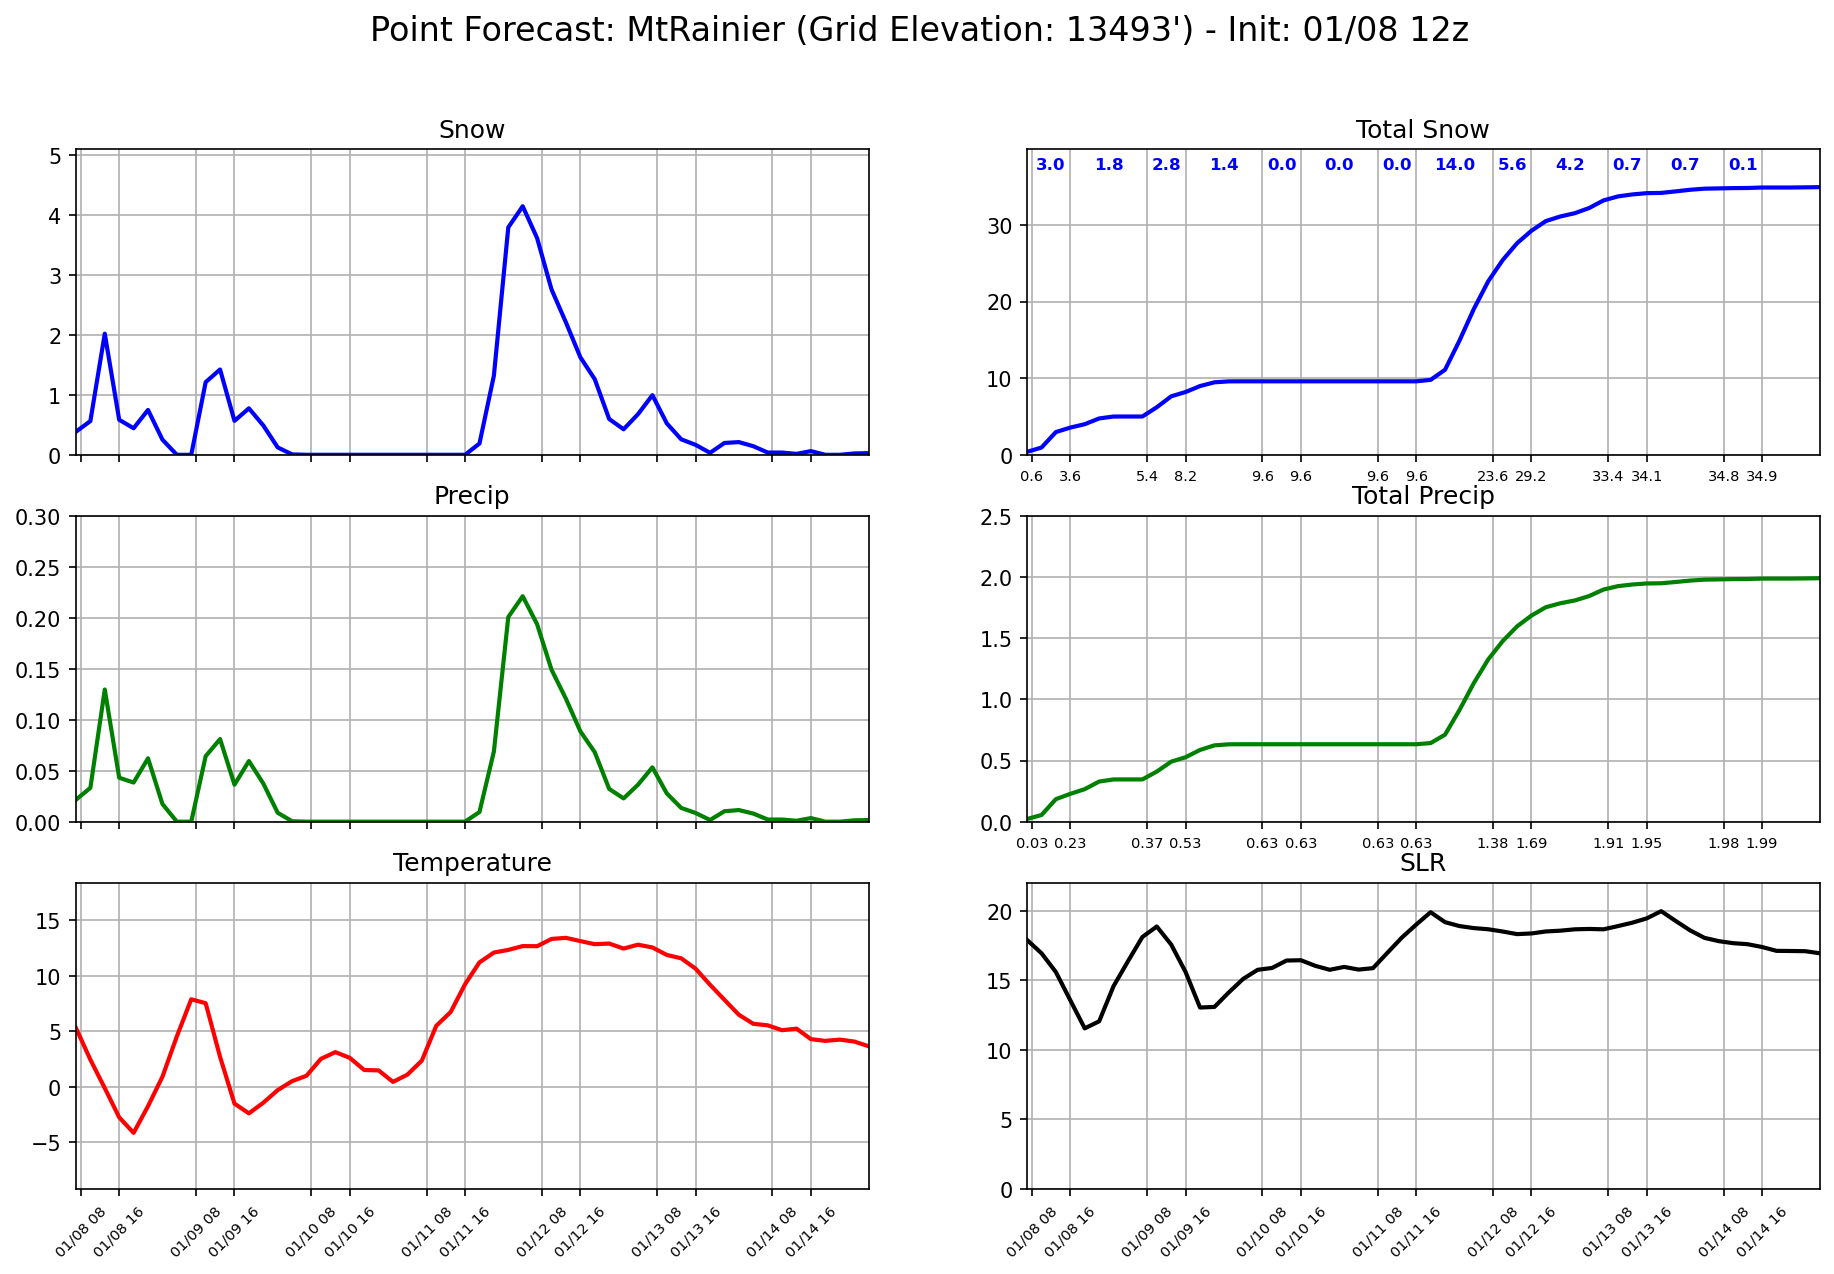 Point Forecast: MtRainier (Grid Elevation: 13493') - Init: 01/08 12z
Snow
5
4
3
2
1
0
Total Snow
3.0 1.8 2.8 1.4 0.0 0.0 0.0 14.0 5.6 4.2 0.7 0.7 0.1
30
20
10
0
0.6 3.6 5.4 8.2 9.6 9.6 9.6 9.6 23.6 29.2 33.4 34.1 34.8 34.9
Precip
0.30
0.25
0.20
0.15
0.10
0.05
0.00
Total Precip
2.5
2.0
1.5
1.0
0.5
0.0
0.03 0.23 0.37 0.53 0.63 0.63 0.63 0.63 1.38 1.69 1.91 1.95 1.98 1.99
Temperature
15
10
5
0
−5
01/08 08 01/08 16 01/09 08 01/09 16 01/10 08 01/10 16 01/11 08 01/11 16 01/12 08 01/12 16 01/13 08 01/13 16 01/14 08 01/14 16
SLR
20
15
10
5
0
01/08 08 01/08 16 01/09 08 01/09 16 01/10 08 01/10 16 01/11 08 01/11 16 01/12 08 01/12 16 01/13 08 01/13 16 01/14 08 01/14 16